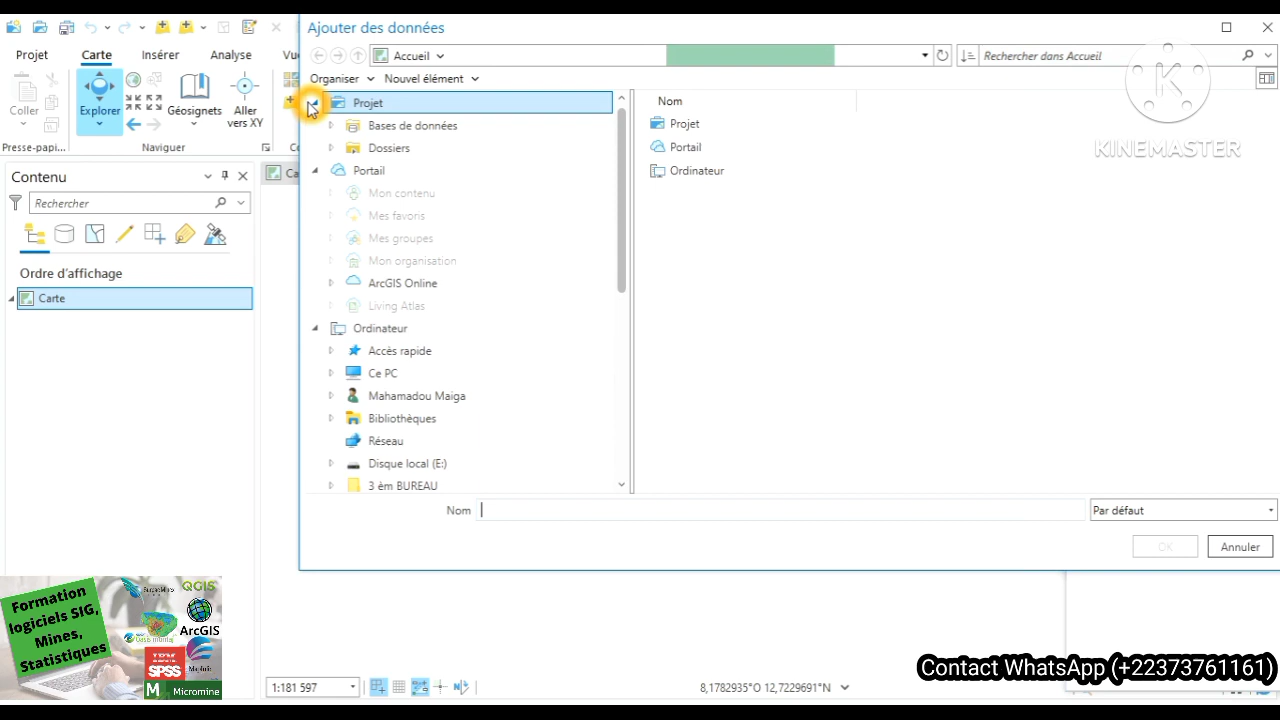 Ajouter des données
Projet
Carte
Insérer
Analyse
Accueil
Rechercher dans Accueil
Organiser
Nouvel élément
Coller
Explorer
Géosignets
Aller
vers XY
Presse-papi...
Naviguer
KINEMASTER
Contenu
Rechercher
Ordre d'affichage
Carte
Projet
Bases de données
Dossiers
Portail
Mon contenu
Mes favoris
Mes groupes
Mon organisation
ArcGIS Online
Living Atlas
Ordinateur
Accès rapide
Ce PC
Mahamadou Maiga
Bibliothèques
Réseau
Disque local (E:)
3 èm BUREAU
Nom
Projet
Portail
Ordinateur
Nom
Par défaut
OK
Annuler
Formation
logiciels SIG,
Mines,
Statistiques
QGIS
ArcGIS
SPSS
Micromine
1:181 597
8,1782935°O 12,7229691°N
Contact WhatsApp (+22373761161)